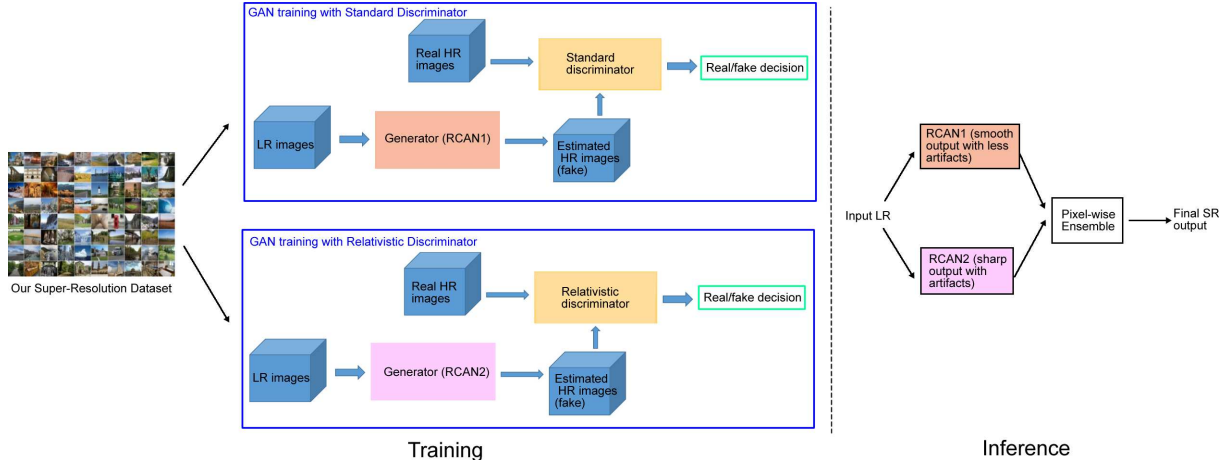 GAN training with Standard Discriminator
Real HR
images
Standard
discriminator
Real/fake decision
LR images
Generator (RCAN1)
Estimated
HR images
(fake)
Our Super-Resolution Dataset
GAN training with Relativistic Discriminator
Real HR
images
Relativistic
discriminator
Real/fake decision
LR images
Generator (RCAN2)
Estimated
HR images
(fake)
Training
RCAN1 (smooth
output with less
artifacts)
Input LR
Pixel-wise
Ensemble
Final SR
output
RCAN2 (sharp
output with
artifacts)
Inference